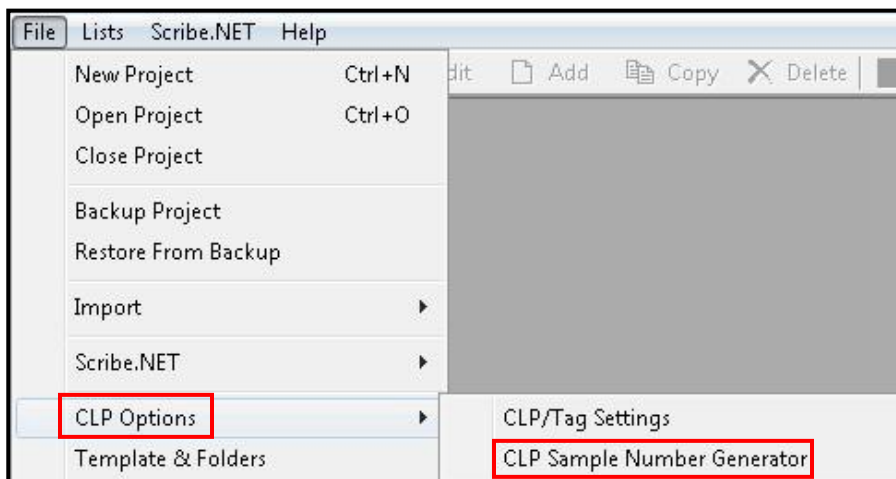 File Lists Scribe.NET Help
New Project Ctrl+N
dit Add Copy Delete
Open Project Ctrl+O
Close Project
Backup Project
Restore From Backup
Import
Scribe.NET
CLP Options
CLP/Tag Settings
Template & Folders
CLP Sample Number Generator